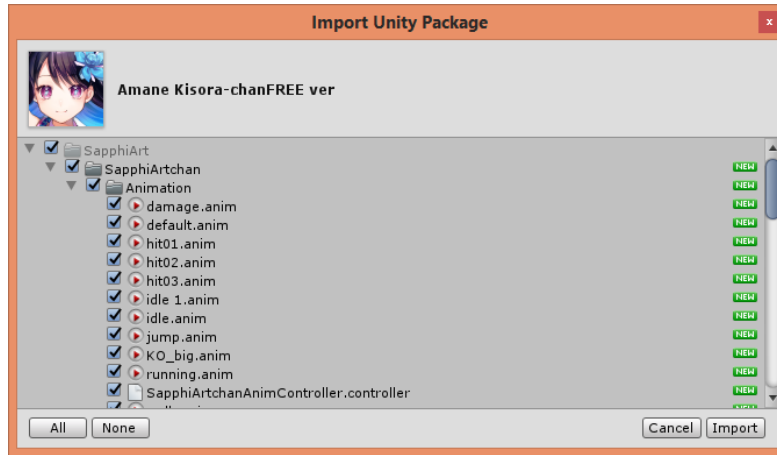 Import Unity Package
x
Amane Kisora-chanFREE ver
SapphiArt
SapphiArtchan NEW
Animation NEW
damage.anim NEW
default.anim NEW
hit01.anim NEW
hit02.anim NEW
hit03.anim NEW
idle 1.anim NEW
idle.anim NEW
jump.anim NEW
KO_big.anim NEW
running.anim NEW
SapphiArtchanAnimController.controller NEW
All None Cancel Import